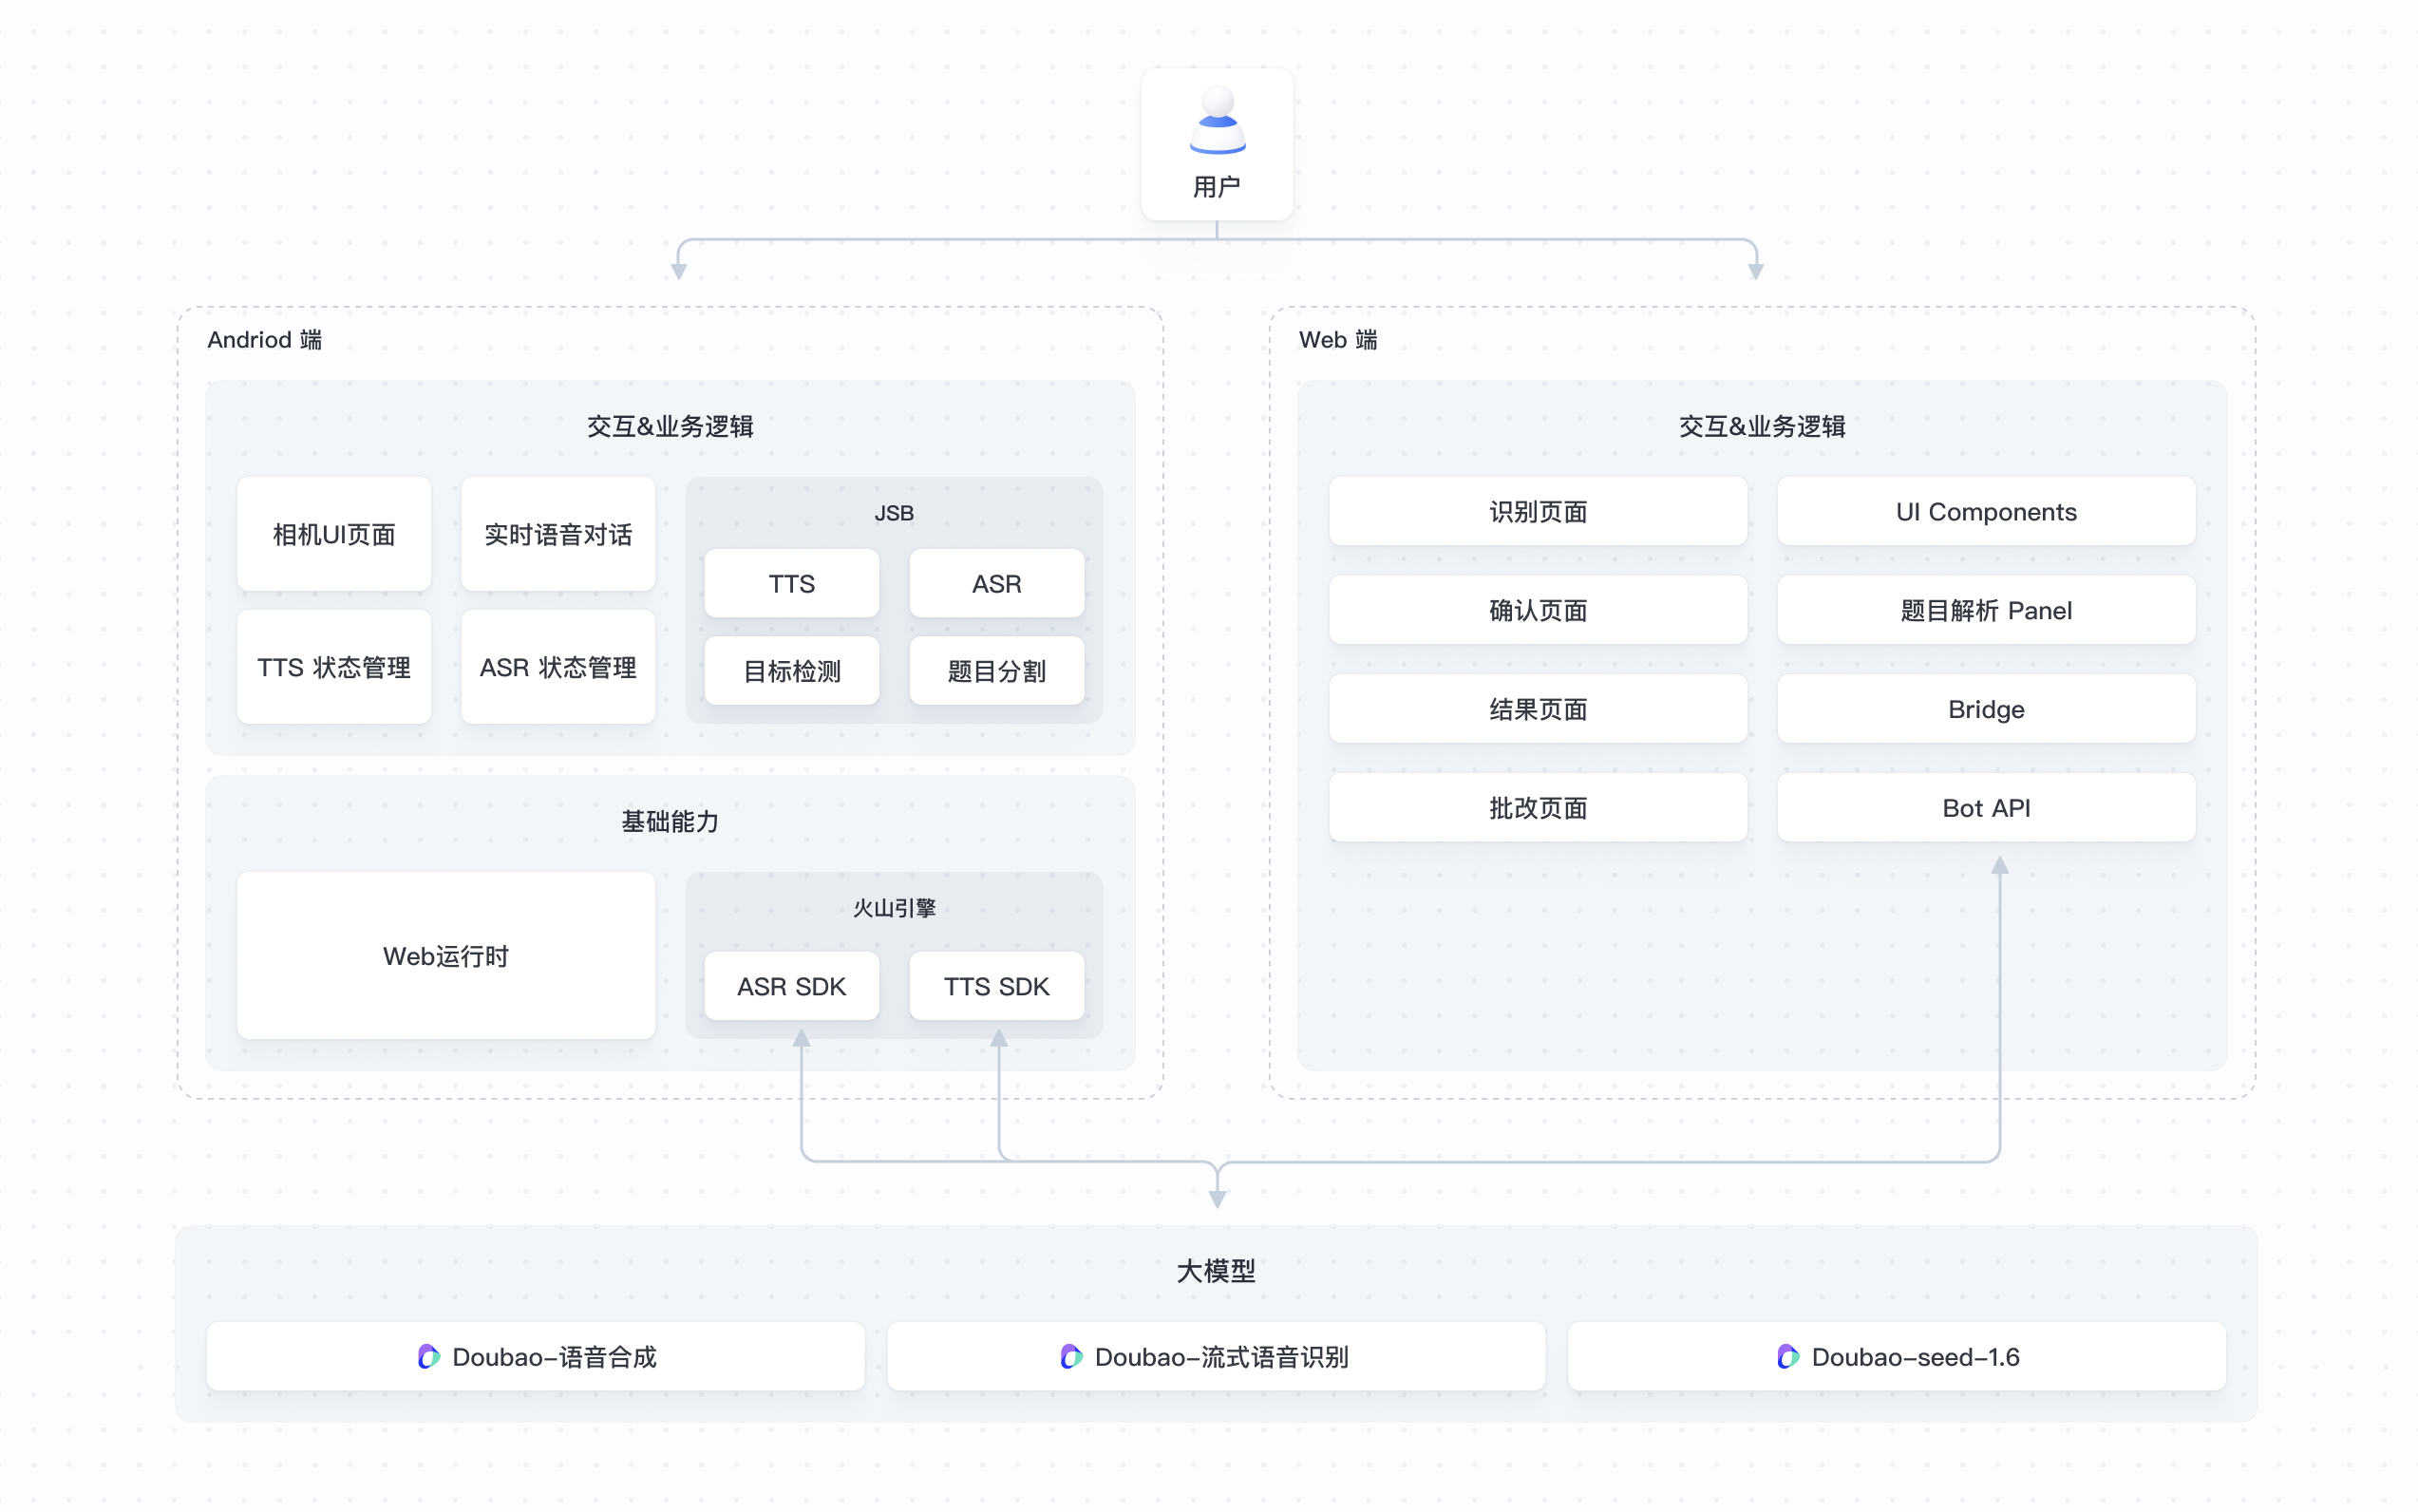 用户
Andriod 端
交互&业务逻辑
相机UI页面
实时语音对话
TTS 状态管理
ASR 状态管理
JSB
TTS
ASR
目标检测
题目分割
基础能力
Web运行时
火山引擎
ASR SDK
TTS SDK
Web 端
交互&业务逻辑
识别页面
UI Components
确认页面
题目解析 Panel
结果页面
Bridge
批改页面
Bot API
大模型
Doubao-语音合成
Doubao-流式语音识别
Doubao-seed-1.6